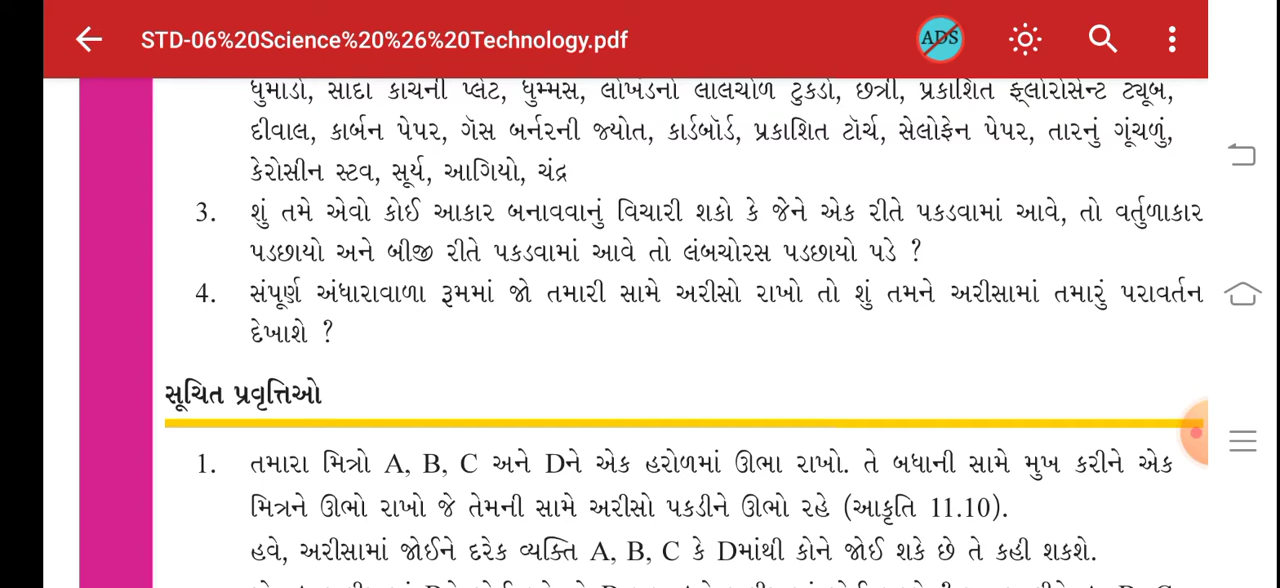 STD-06%20Science%20%26%20Technology.pdf
ADS
ધુમાડો, સાદા કાચની પ્લેટ, ધુમ્મસ, લોખંડનો લાલચોળ ટુકડો, છત્રી, પ્રકાશિત ફ્લોરોસેન્ટ ટ્યૂબ,
દીવાલ, કાર્બન પેપર, ગૅસ બર્નરની જ્યોત, કાર્ડબૉર્ડ, પ્રકાશિત ટૉર્ચ, સેલોફેન પેપર, તારનું ગૂંચળું,
કેરોસીન સ્ટવ, સૂર્ય, આગિયો, ચંદ્ર
3. શું તમે એવો કોઈ આકાર બનાવવાનું વિચારી શકો કે જેને એક રીતે પકડવામાં આવે, તો વર્તુળાકાર
પડછાયો અને બીજી રીતે પકડવામાં આવે તો લંબચોરસ પડછાયો પડે ?
4. સંપૂર્ણ અંધારાવાળા રૂમમાં જો તમારી સામે અરીસો રાખો તો શું તમને અરીસામાં તમારું પરાવર્તન
દેખાશે ?
સૂચિત પ્રવૃત્તિઓ
1. તમારા મિત્રો A, B, C અને Dને એક હરોળમાં ઊભા રાખો. તે બધાની સામે મુખ કરીને એક
મિત્રને ઊભો રાખો જે તેમની સામે અરીસો પકડીને ઊભો રહે (આકૃતિ 11.10).
હવે, અરીસામાં જોઈને દરેક વ્યક્તિ A, B, C કે Dમાંથી કોને જોઈ શકે છે તે કહી શકશે.